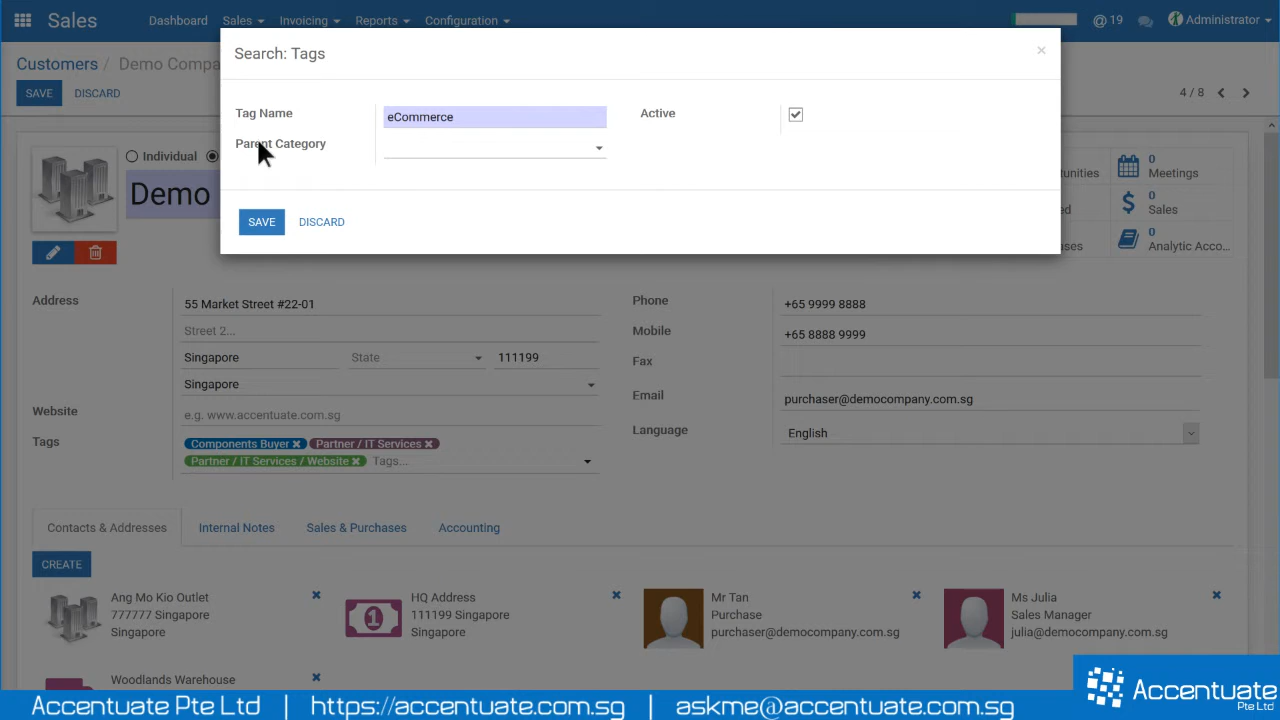 Sales Dashboard Sales Invoicing Reports Configuration @ 19 Administrator
Customers / Demo Compa
SAVE DISCARD 4 / 8
Search: Tags ×
Tag Name eCommerce Active
Parent Category
SAVE DISCARD
Individual
Demo
tunities 0 Meetings
ed 0 Sales
ases 0 Analytic Acco...
Address 55 Market Street #22-01 Phone +65 9999 8888
Street 2... Mobile +65 8888 9999
Singapore State 111199 Fax
Singapore Email purchaser@democompany.com.sg
Website e.g. www.accentuate.com.sg
Language English
Tags Components Buyer Partner / IT Services
Partner / IT Services / Website Tags...
Contacts & Addresses Internal Notes Sales & Purchases Accounting
CREATE
Ang Mo Kio Outlet
777777 Singapore
Singapore
HQ Address
111199 Singapore
Singapore
Mr Tan
Purchase
purchaser@democompany.com.sg
Ms Julia
Sales Manager
julia@democompany.com.sg
Woodlands Warehouse
Accentuate Pte Ltd | https://accentuate.com.sg | askme@accentuate.com.sg
Accentuate
Pte Ltd